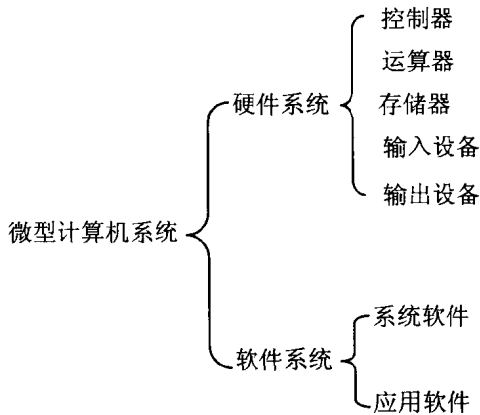 控制器
运算器
硬件系统
存储器
输入设备
输出设备
微型计算机系统
系统软件
软件系统
应用软件